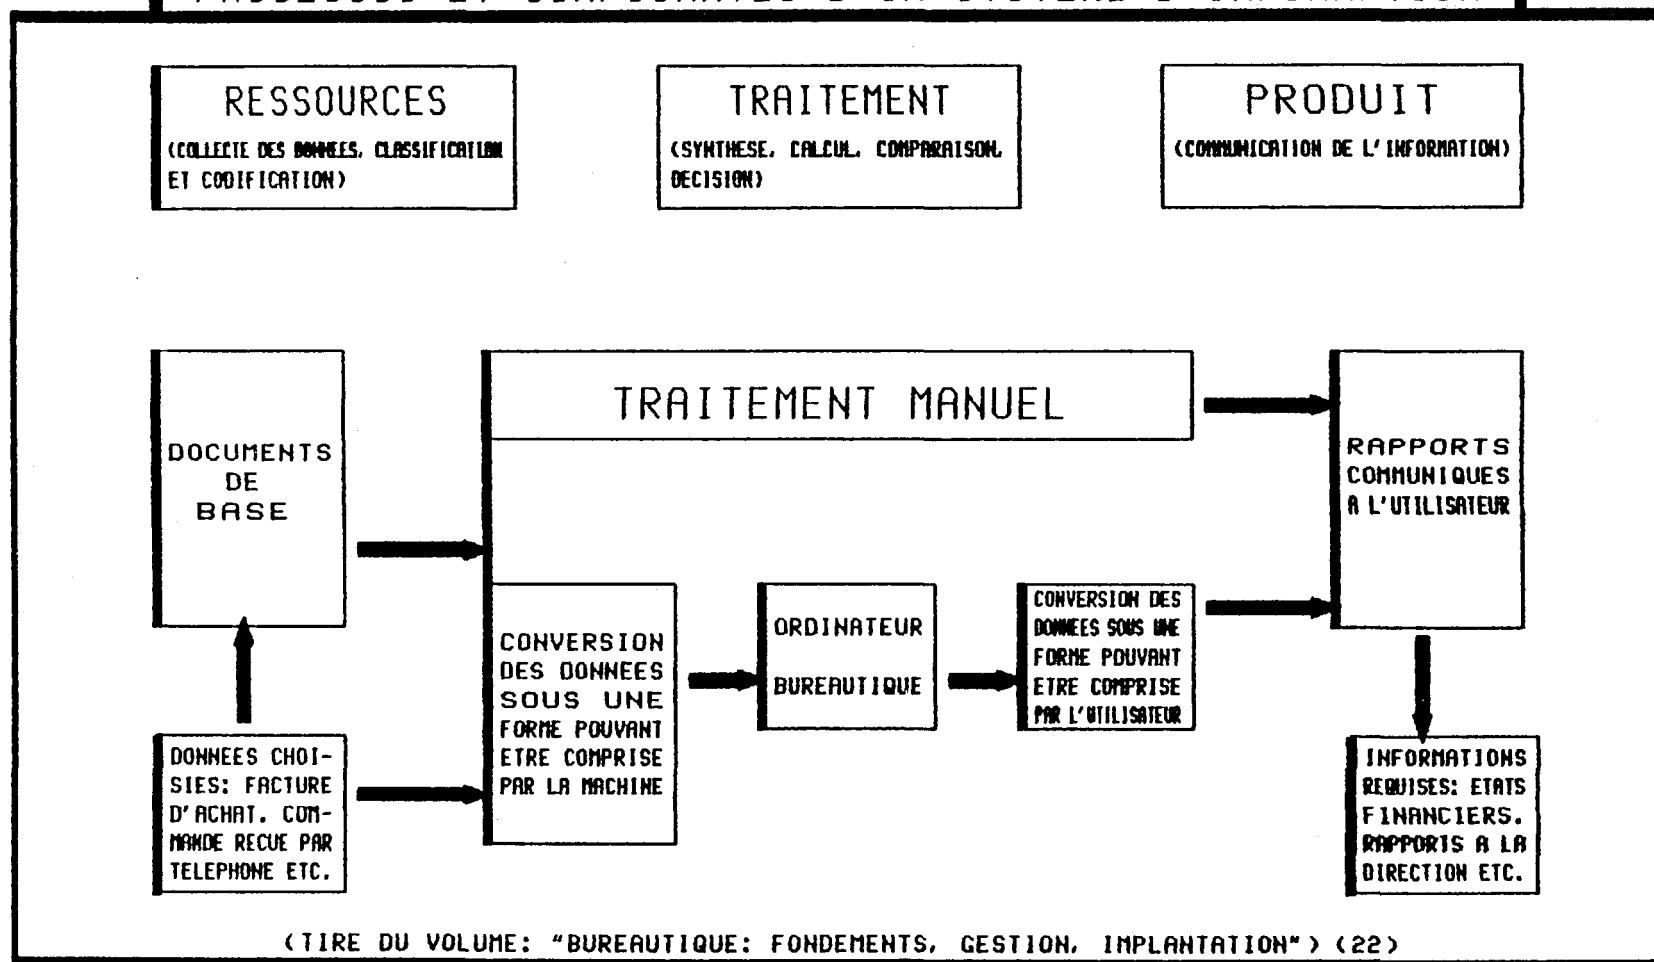 RESSOURCES
(COLLECTE DES DONNEES, CLASSIFICATION
ET CODIFICATION)
TRAITEMENT
(SYNTHESE, CALCUL, COMPARAISON,
DECISION)
PRODUIT
(COMMUNICATION DE L'INFORMATION)
DOCUMENTS
DE
BASE
TRAITEMENT MANUEL
RAPPORTS
COMMUNIQUES
A L'UTILISATEUR
CONVERSION
DES DONNEES
SOUS UNE
FORME POUVANT
ETRE COMPRISE
PAR LA MACHINE
ORDINATEUR
BUREAUTIQUE
CONVERSION DES
DONNEES SOUS UNE
FORME POUVANT
ETRE COMPRISE
PAR L'UTILISATEUR
DONNEES CHOI-
SIES: FACTURE
D'ACHAT. COM-
MANDE RECUE PAR
TELEPHONE ETC.
INFORMATIONS
REQUISES: ETATS
FINANCIERS.
RAPPORTS A LA
DIRECTION ETC.
(TIRE DU VOLUME: "BUREAUTIQUE: FONDEMENTS, GESTION, IMPLANTATION") (22)